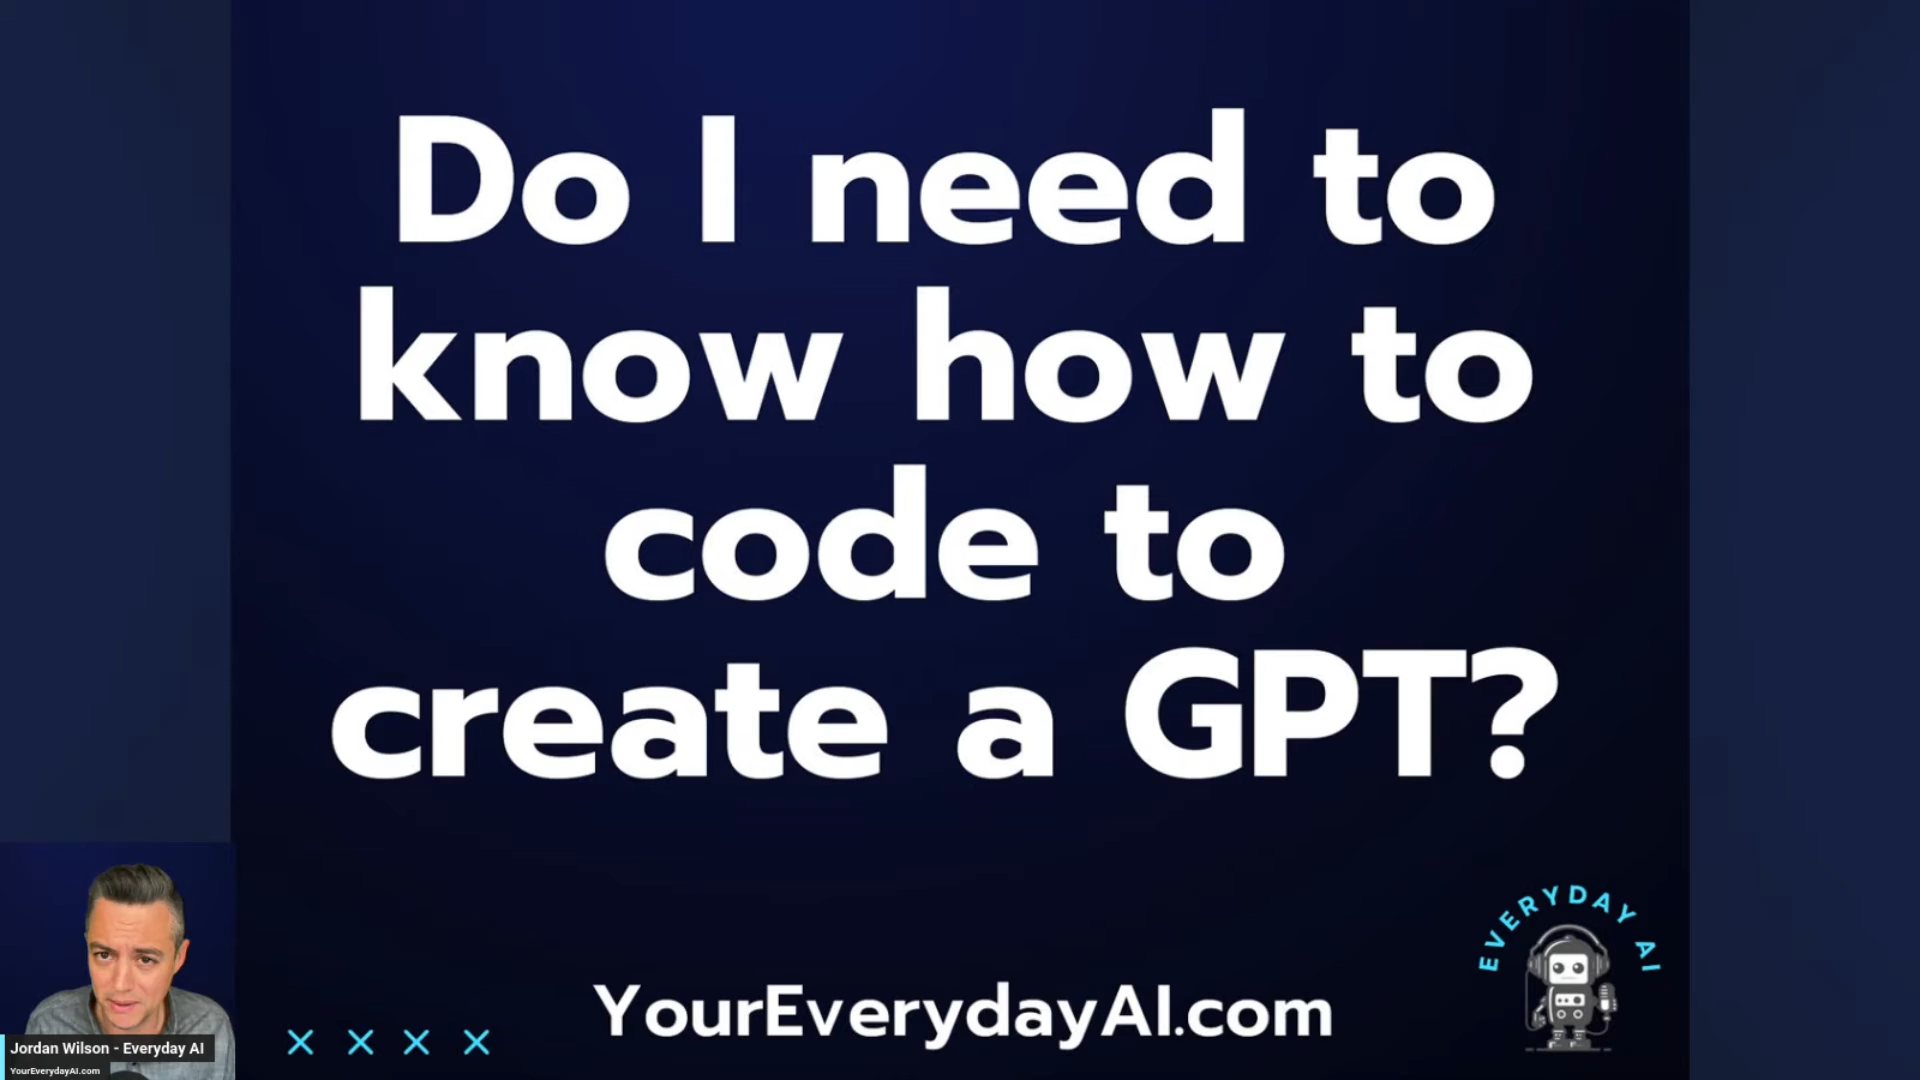 Do I need to
know how to
code to
create a GPT?
EVERYDAY AI
YourEverydayAI.com
Jordan Wilson - Everyday AI
YourEverydayAI.com